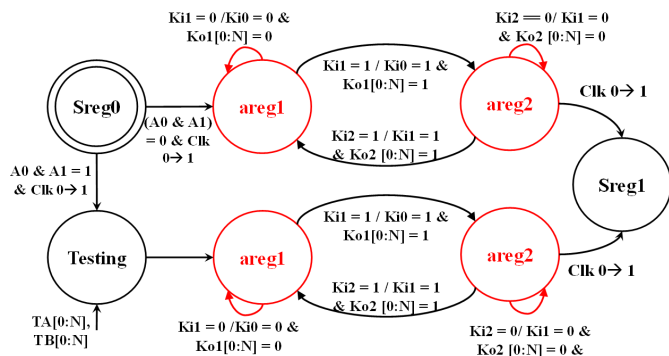 Ki1 = 0 /Ki0 = 0 &
Ko1[0:N] = 0
Ki2 == 0/ Ki1 = 0
& Ko2 [0:N] = 0
Ki1 = 1 / Ki0 = 1 &
Ko1[0:N] = 1
Clk 0→ 1
Sreg0
areg1
areg2
(A0 & A1)
= 0 & Clk
0→ 1
Ki2 = 1 / Ki1 = 1
& Ko2 [0:N] = 1
A0 & A1 = 1
& Clk 0→ 1
Sreg1
Ki1 = 1 / Ki0 = 1 &
Ko1[0:N] = 1
Testing
areg1
areg2
Clk 0→ 1
Ki2 = 1 / Ki1 = 1
& Ko2 [0:N] = 1
TA[0:N],
TB[0:N]
Ki1 = 0 /Ki0 = 0 &
Ko1[0:N] = 0
Ki2 = 0/ Ki1 = 0 &
Ko2 [0:N] = 0 &